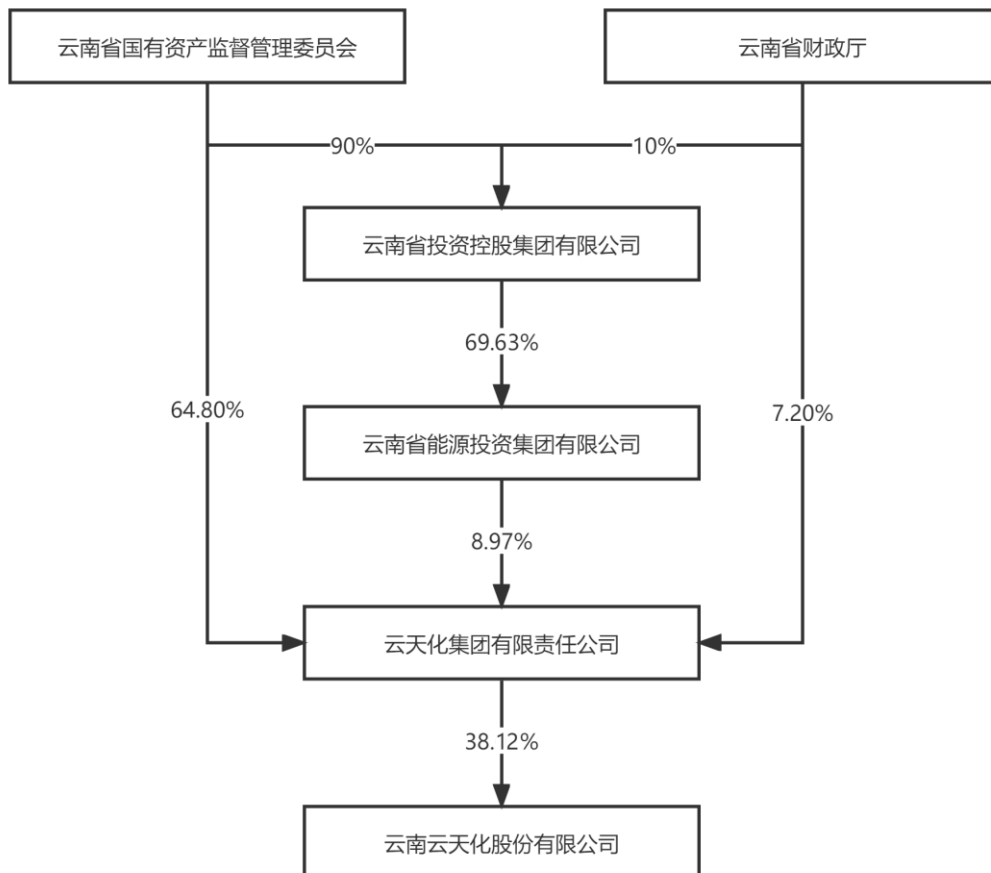 云南省国有资产监督管理委员会
云南省财政厅
90%
10%
云南省投资控股集团有限公司
69.63%
64.80%
7.20%
云南省能源投资集团有限公司
8.97%
云天化集团有限责任公司
38.12%
云南云天化股份有限公司